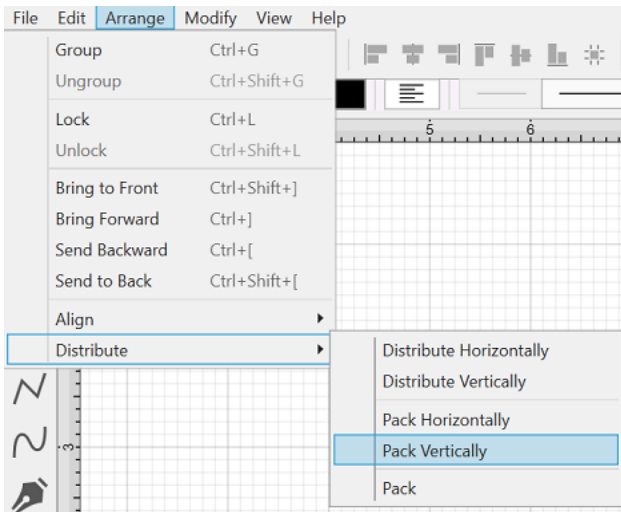 File Edit Arrange Modify View Help
Group Ctrl+G
Ungroup Ctrl+Shift+G
Lock Ctrl+L
Unlock Ctrl+Shift+L
Bring to Front Ctrl+Shift+]
Bring Forward Ctrl+]
Send Backward Ctrl+[
Send to Back Ctrl+Shift+[
Align
Distribute
Distribute Horizontally
Distribute Vertically
Pack Horizontally
Pack Vertically
Pack
5 6
3